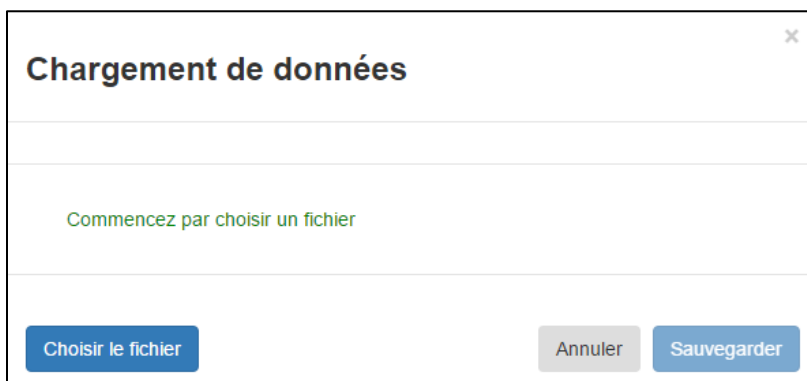 ×
Chargement de données
Commencez par choisir un fichier
Choisir le fichier
Annuler
Sauvegarder